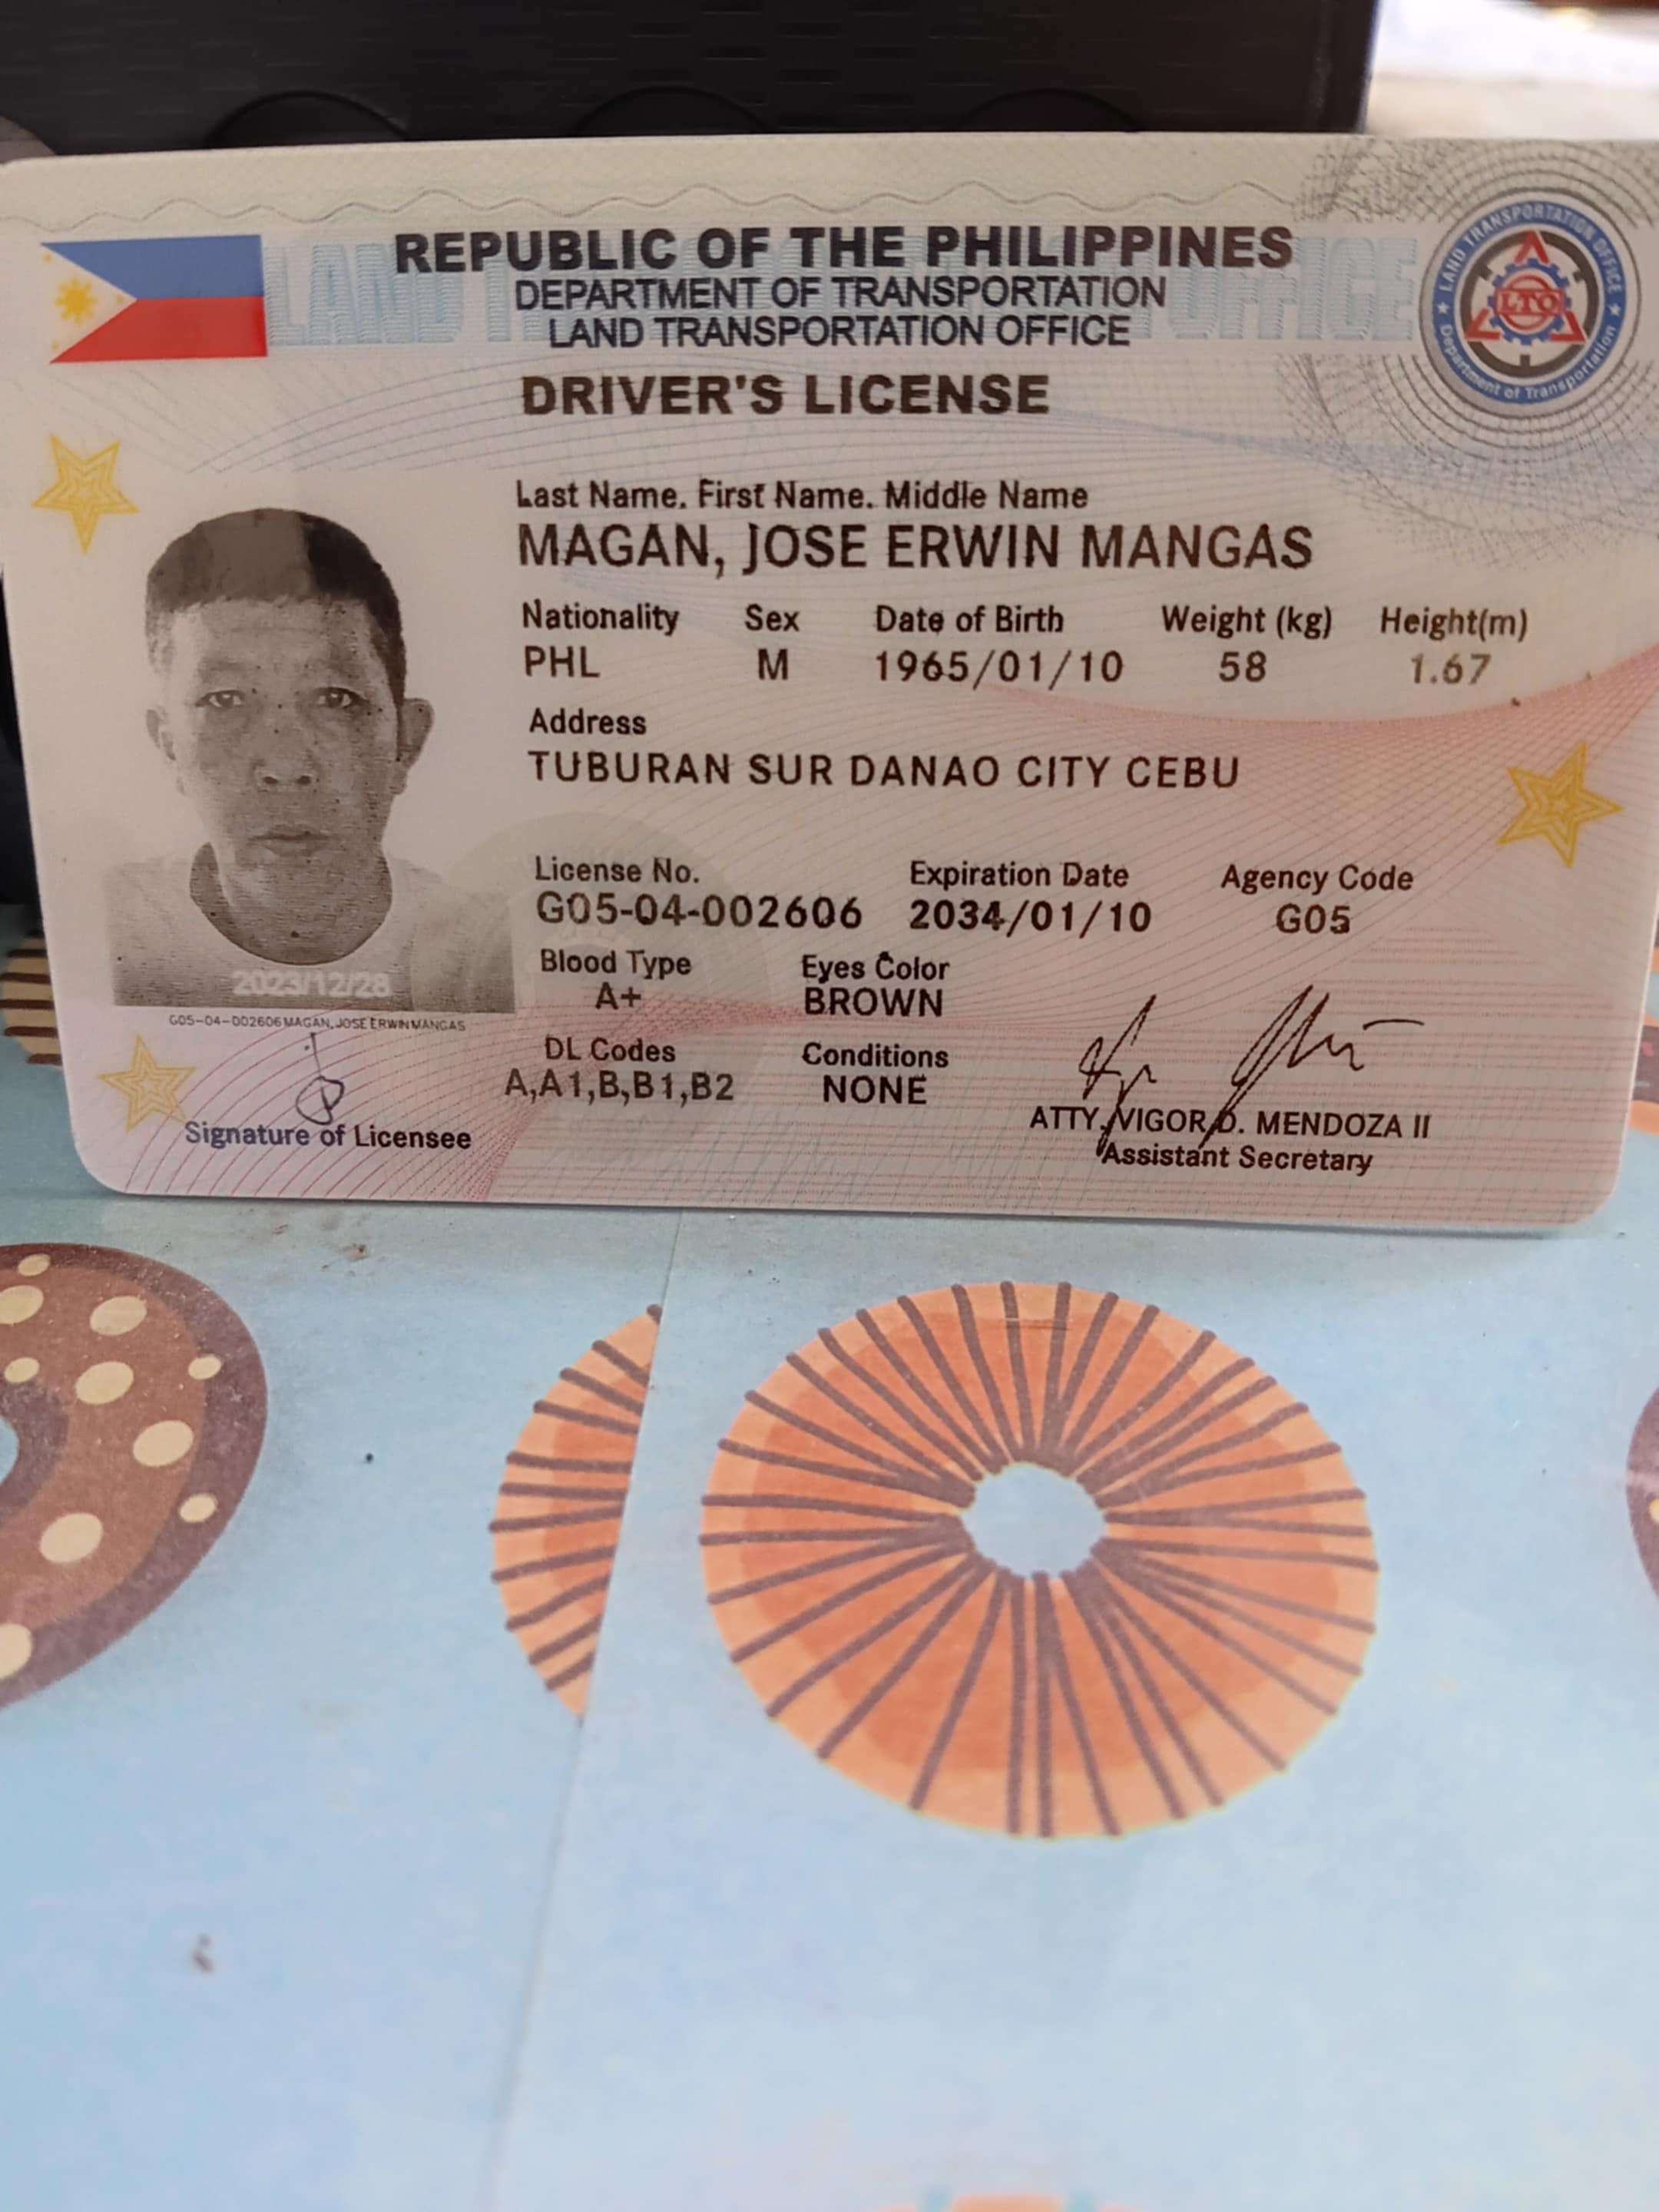 REPUBLIC OF THE PHILIPPINES
DEPARTMENT OF TRANSPORTATION
LAND TRANSPORTATION OFFICE
LAND TRANSPORTATION OFFICE
LTO
Department of Transportation
DRIVER'S LICENSE
Last Name. First Name. Middle Name
MAGAN, JOSE ERWIN MANGAS
Nationality Sex Date of Birth Weight (kg) Height(m)
PHL M 1965/01/10 58 1.67
Address
TUBURAN SUR DANAO CITY CEBU
License No. Expiration Date Agency Code
G05-04-002606 2034/01/10 G05
Blood Type Eyes Color
A+ BROWN
2023/12/28
G05-04-002606 MAGAN, JOSE ERWIN MANGAS
DL Codes Conditions
A,A1,B,B1,B2 NONE
Signature of Licensee
ATTY. VIGOR D. MENDOZA II
Assistant Secretary